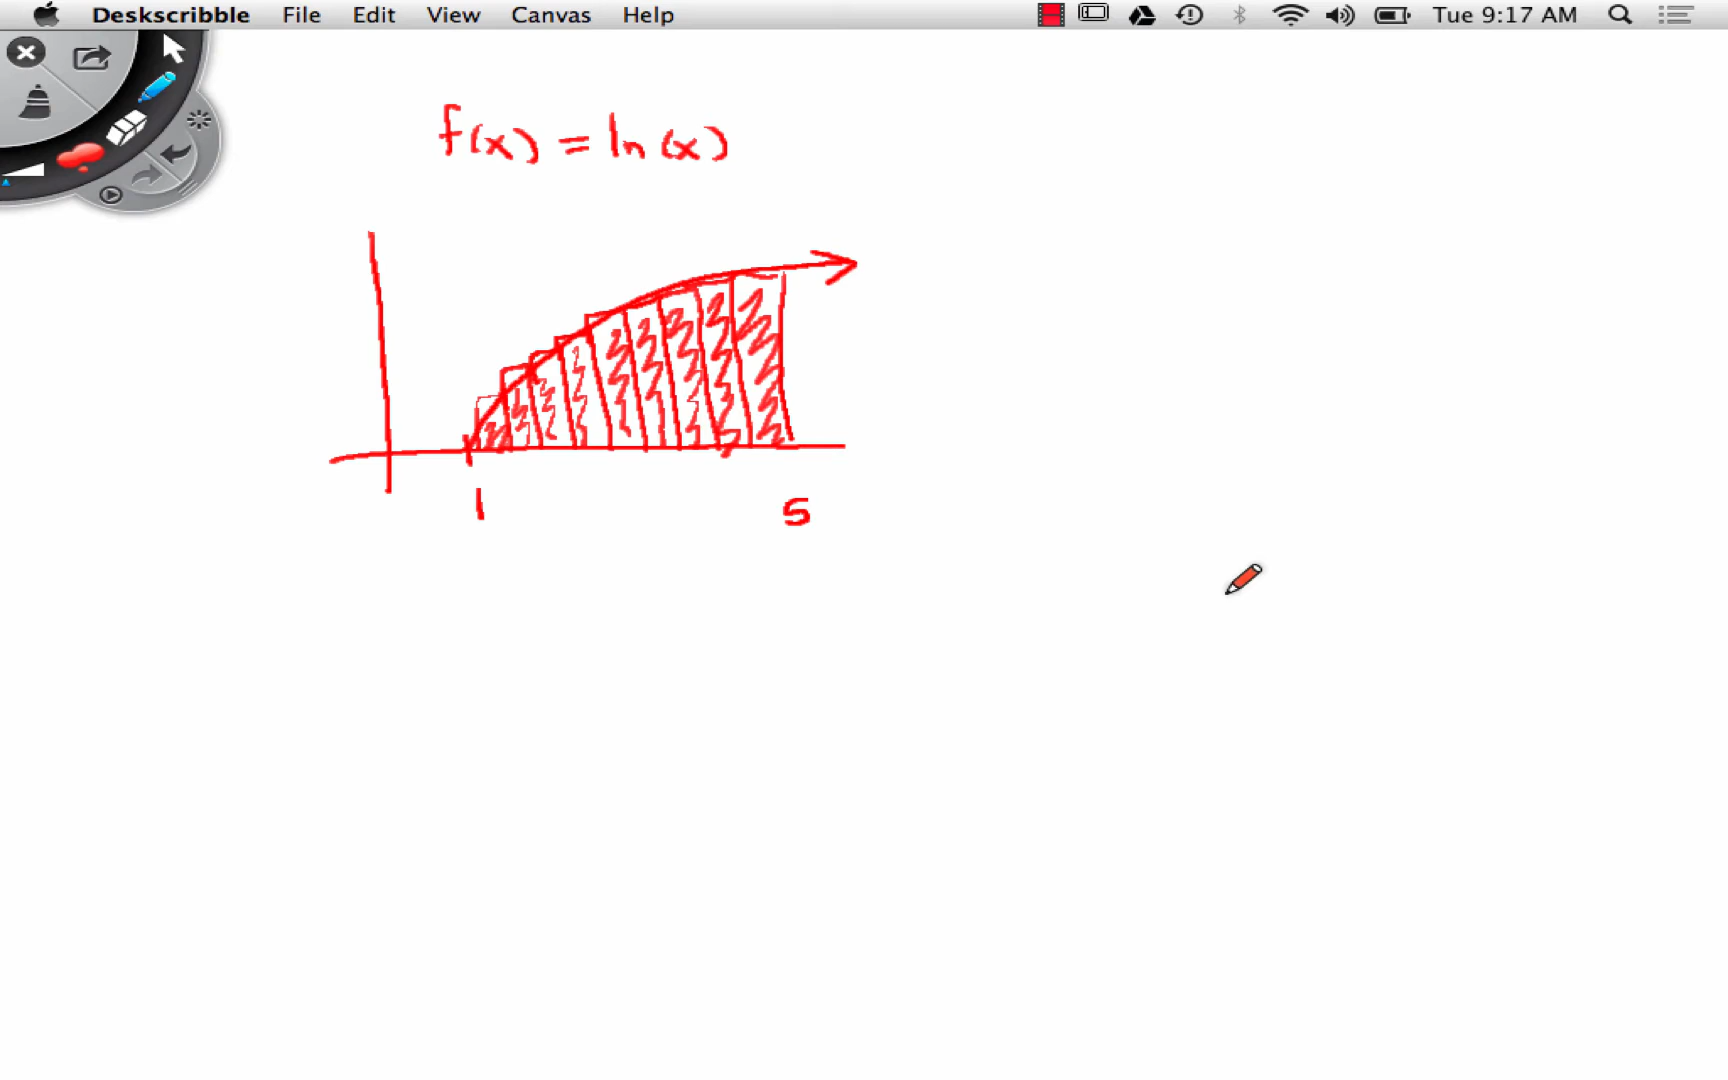 Deskscribble File Edit View Canvas Help Tue 9:17 AM
f(x) = ln(x)
1 5